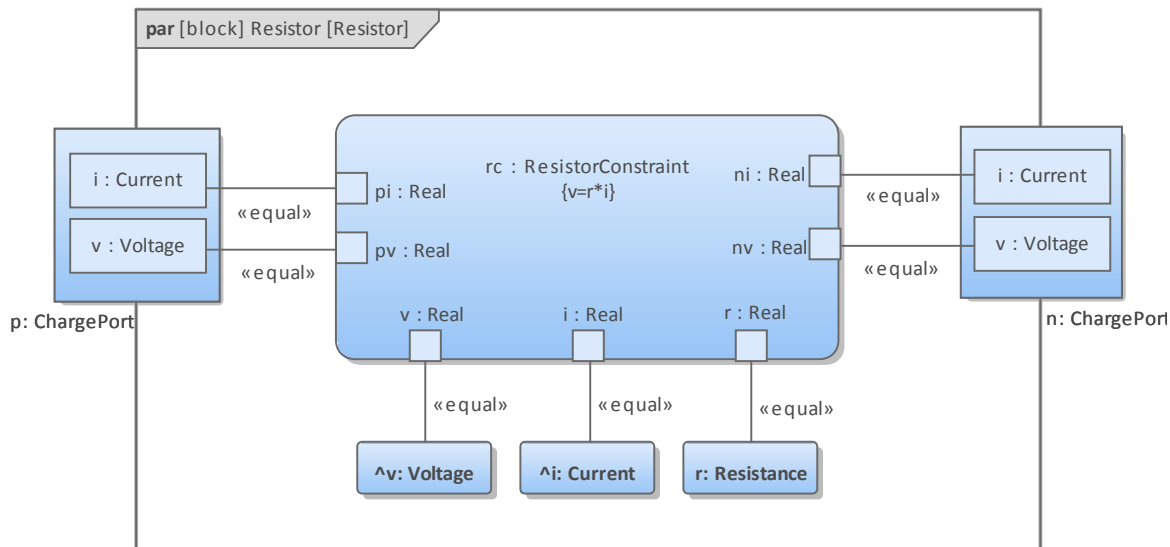 par [block] Resistor [Resistor]
i : Current
v : Voltage
p: ChargePort
«equal»
«equal»
rc : ResistorConstraint
{v=r*i}
pi : Real
pv : Real
ni : Real
nv : Real
v : Real
i : Real
r : Real
«equal»
«equal»
i : Current
v : Voltage
n: ChargePort
«equal»
«equal»
«equal»
^v: Voltage
^i: Current
r: Resistance